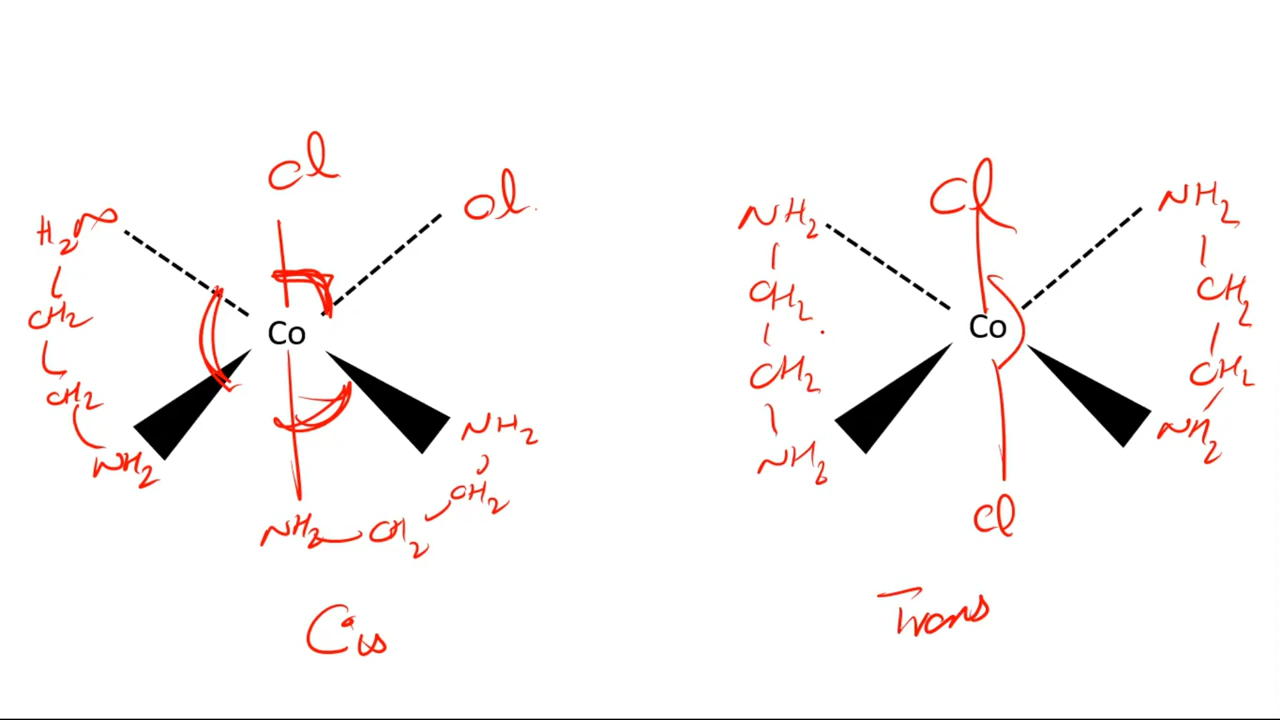 Cl
Cl
H₂N
CH₂
Co
CH₂
NH₂
NH₂
CH₂
NH₂ CH₂
Cis
Cl
NH₂
NH₂
CH₂
CH₂
Co
CH₂
CH₂
NH₂
NH₂
Cl
Trans